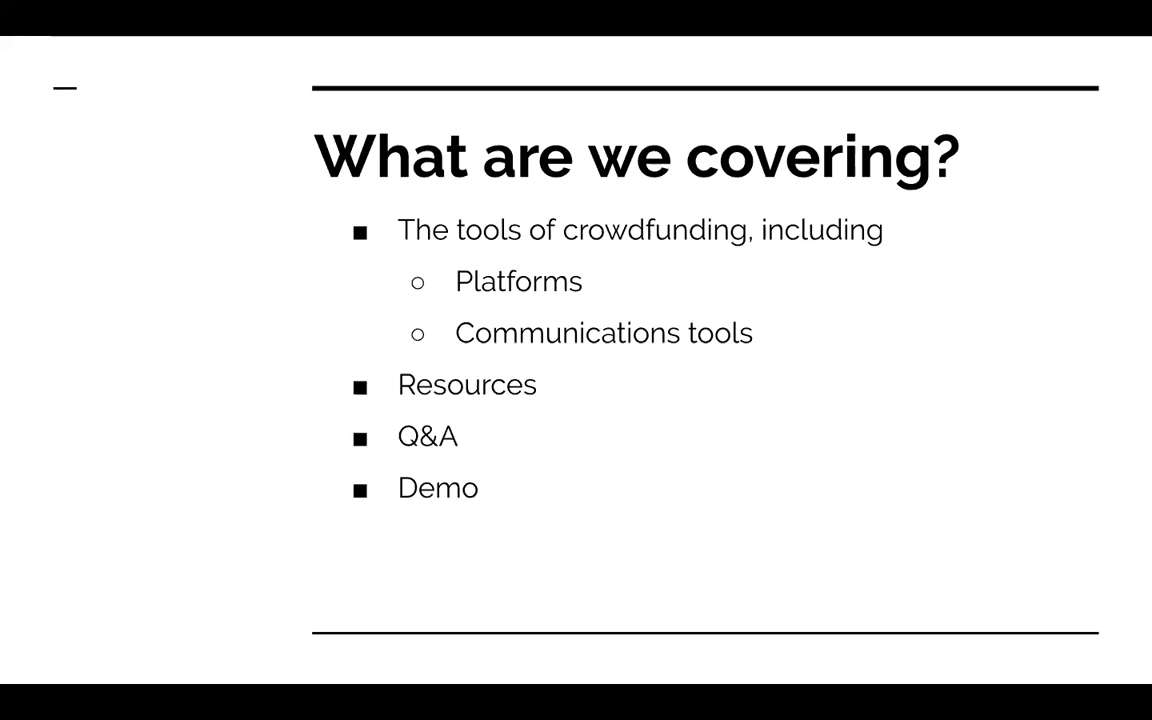 What are we covering?
■ The tools of crowdfunding, including
○ Platforms
○ Communications tools
■ Resources
■ Q&A
■ Demo